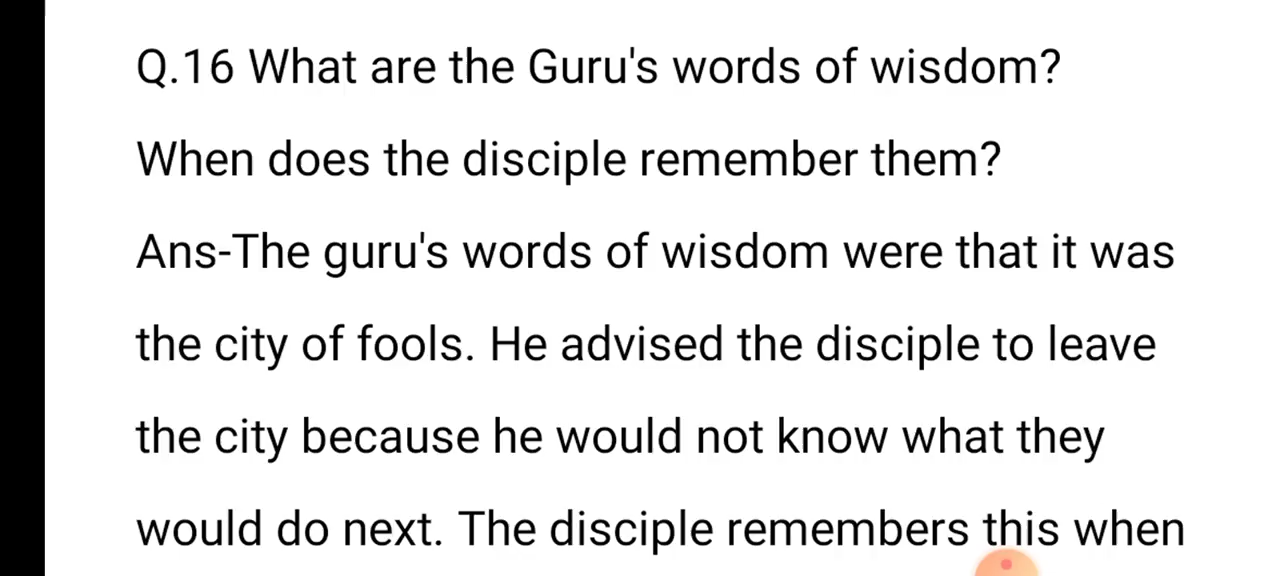 Q.16 What are the Guru's words of wisdom?
When does the disciple remember them?
Ans-The guru's words of wisdom were that it was
the city of fools. He advised the disciple to leave
the city because he would not know what they
would do next. The disciple remembers this when